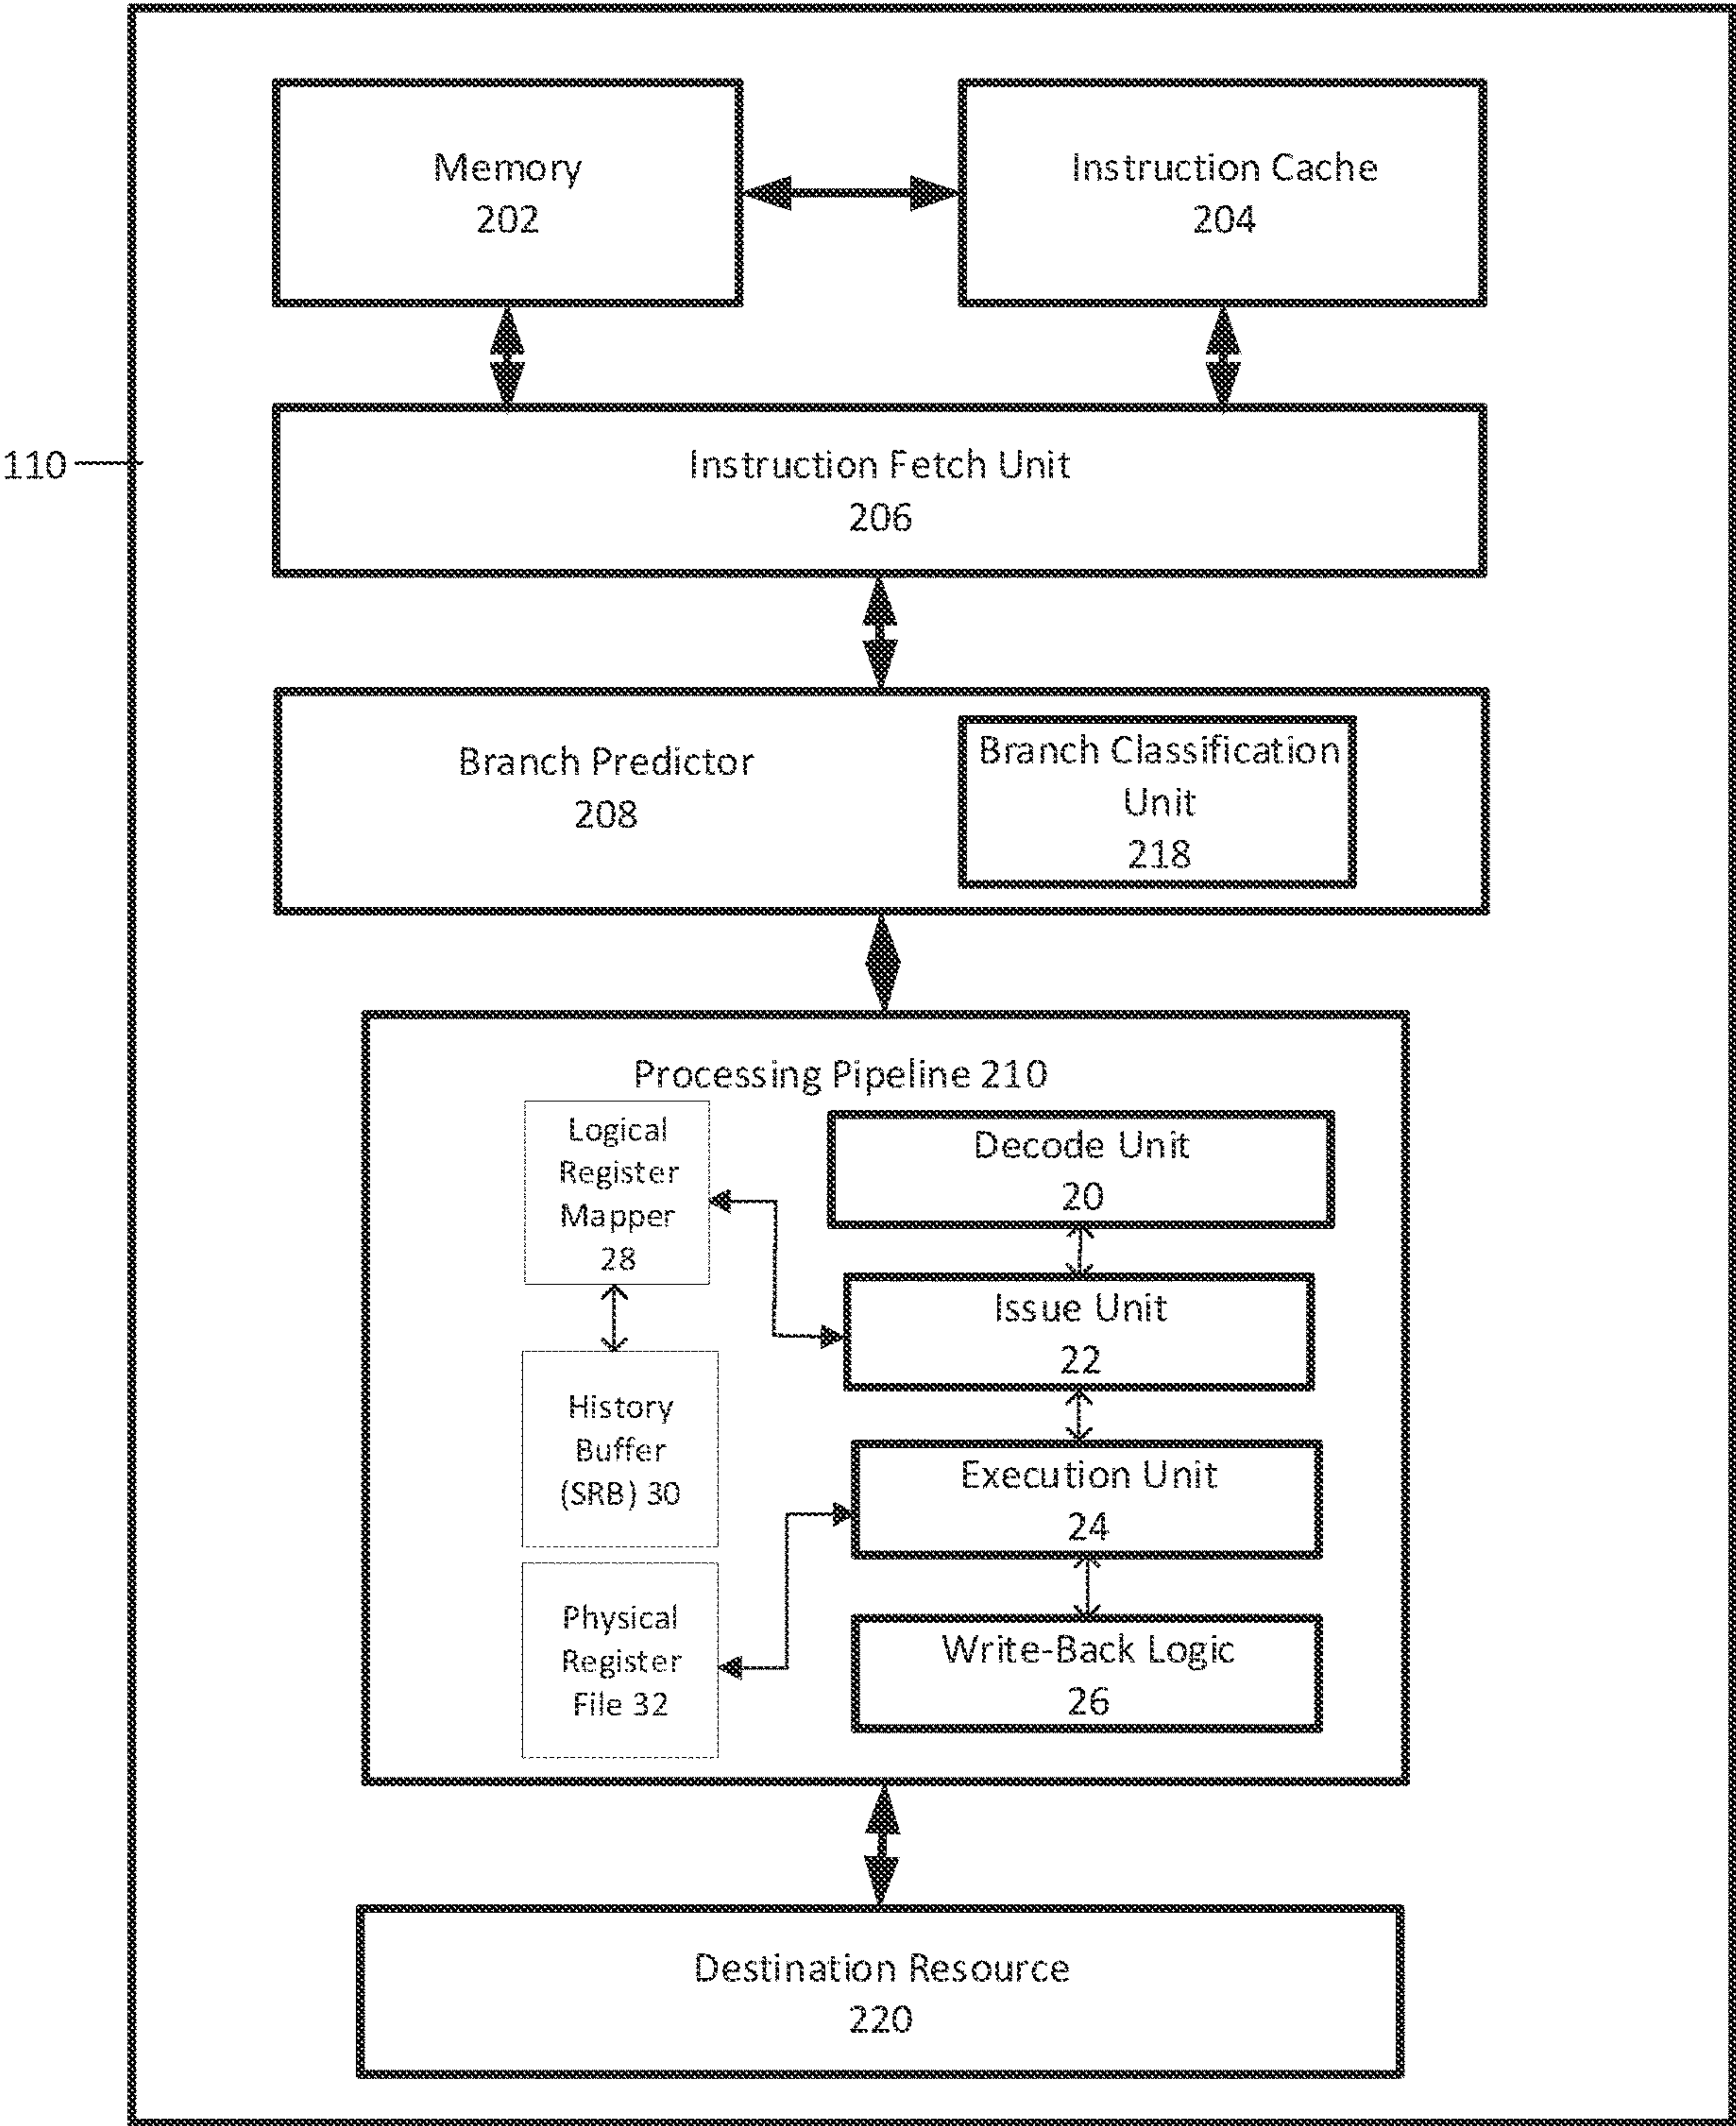 Memory
202
Instruction Cache
204
110
Instruction Fetch Unit
206
Branch Predictor
208
Branch Classification
Unit
218
Processing Pipeline 210
Logical
Register
Mapper
28
Decode Unit
20
Issue Unit
22
History
Buffer
(SRB) 30
Execution Unit
24
Physical
Register
File 32
Write-Back Logic
26
Destination Resource
220